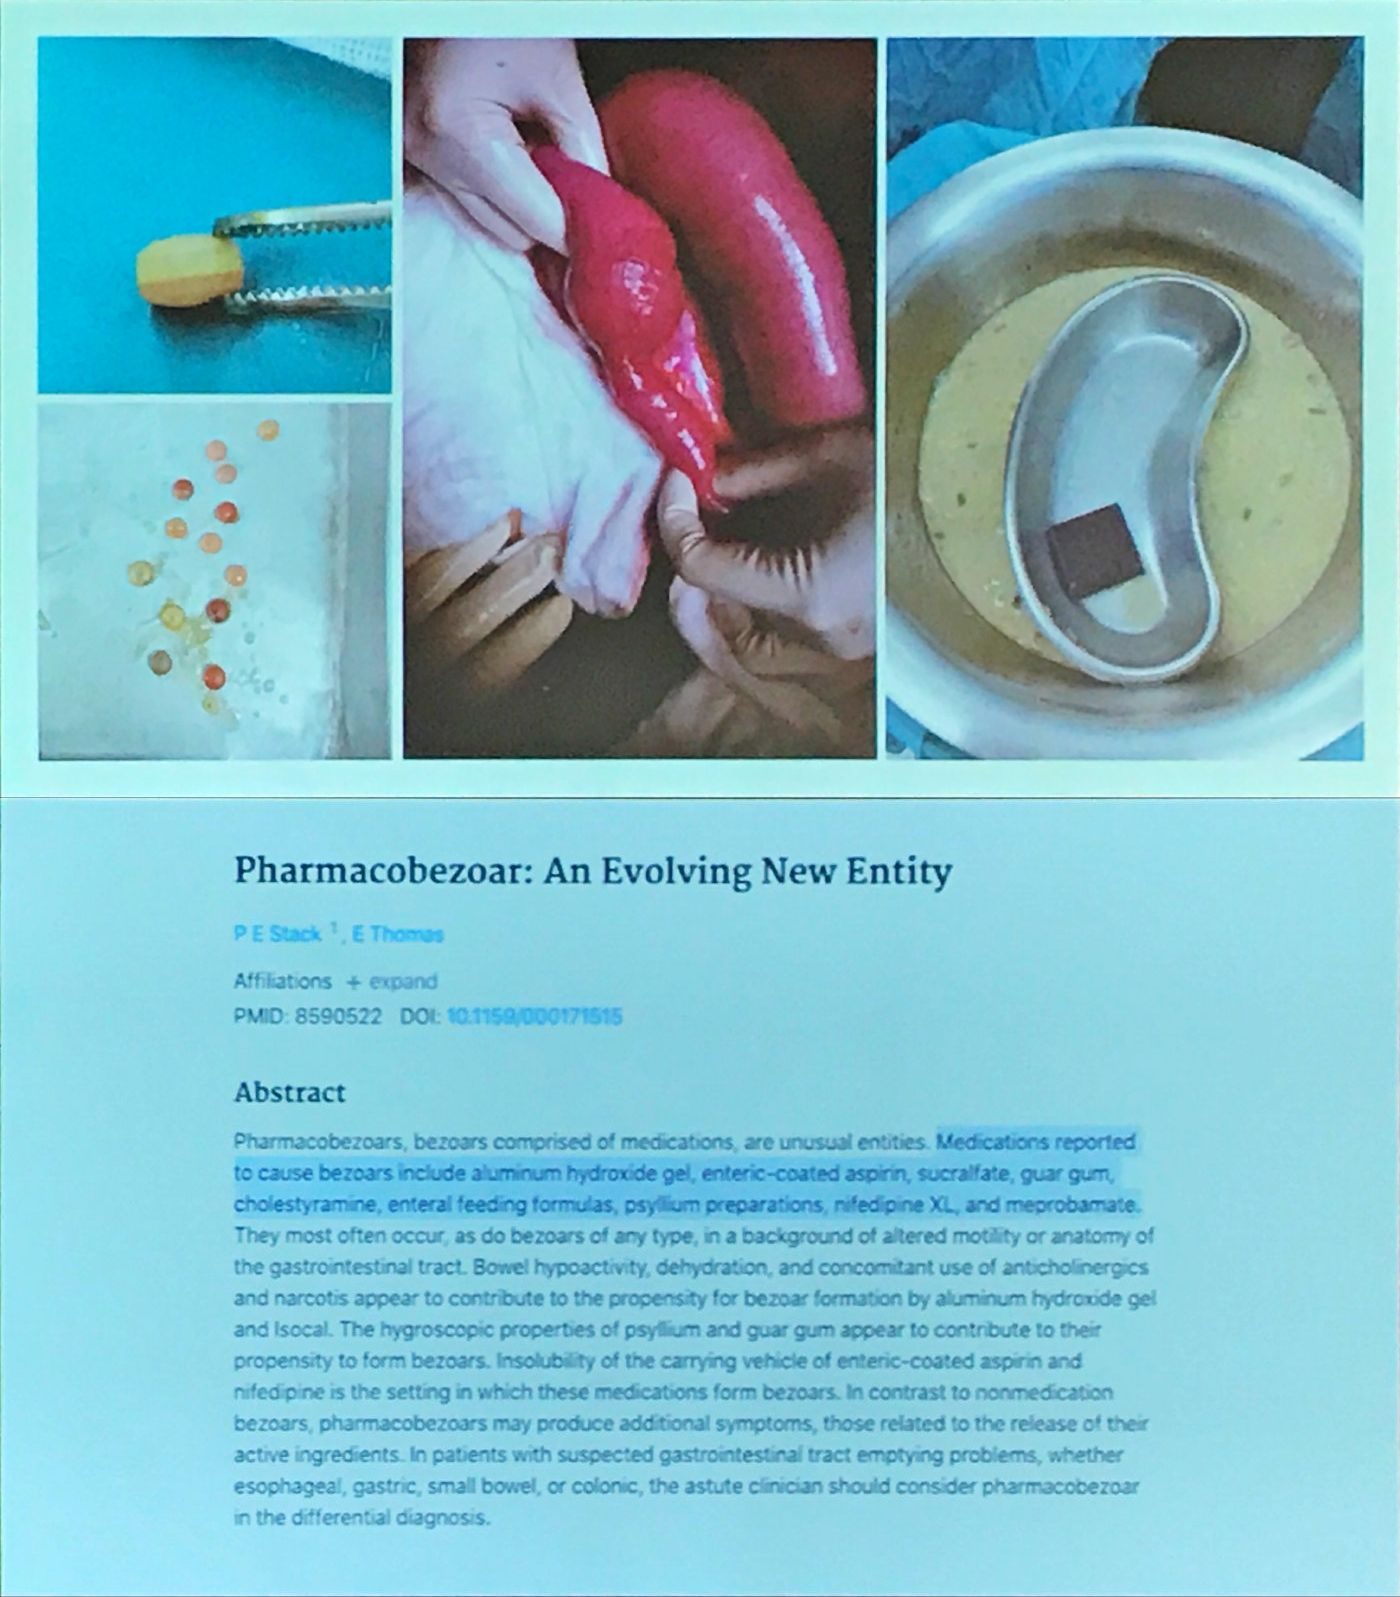 Pharmacobezoar: An Evolving New Entity
P E Stack 1, E Thomas
Affiliations + expand
PMID: 8590522 DOI: 10.1159/000171515
Abstract
Pharmacobezoars, bezoars comprised of medications, are unusual entities. Medications reported
to cause bezoars include aluminum hydroxide gel, enteric-coated aspirin, sucralfate, guar gum,
cholestyramine, enteral feeding formulas, psyllium preparations, nifedipine XL, and meprobamate.
They most often occur, as do bezoars of any type, in a background of altered motility or anatomy of
the gastrointestinal tract. Bowel hypoactivity, dehydration, and concomitant use of anticholinergics
and narcotis appear to contribute to the propensity for bezoar formation by aluminum hydroxide gel
and Isocal. The hygroscopic properties of psyllium and guar gum appear to contribute to their
propensity to form bezoars. Insolubility of the carrying vehicle of enteric-coated aspirin and
nifedipine is the setting in which these medications form bezoars. In contrast to nonmedication
bezoars, pharmacobezoars may produce additional symptoms, those related to the release of their
active ingredients. In patients with suspected gastrointestinal tract emptying problems, whether
esophageal, gastric, small bowel, or colonic, the astute clinician should consider pharmacobezoar
in the differential diagnosis.